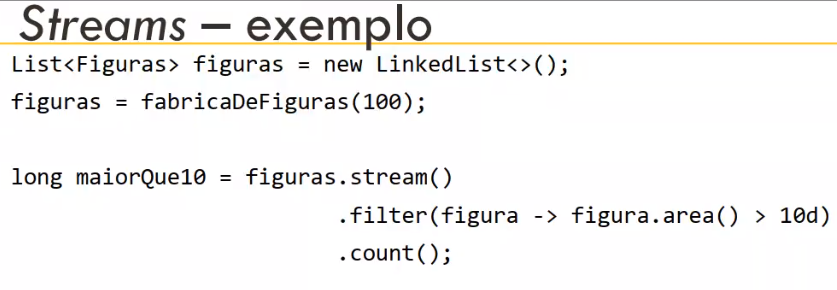 Streams – exemplo
List<Figuras> figuras = new LinkedList<>();
figuras = fabricaDeFiguras(100);
long maiorQue10 = figuras.stream()
.filter(figura -> figura.area() > 10d)
.count();